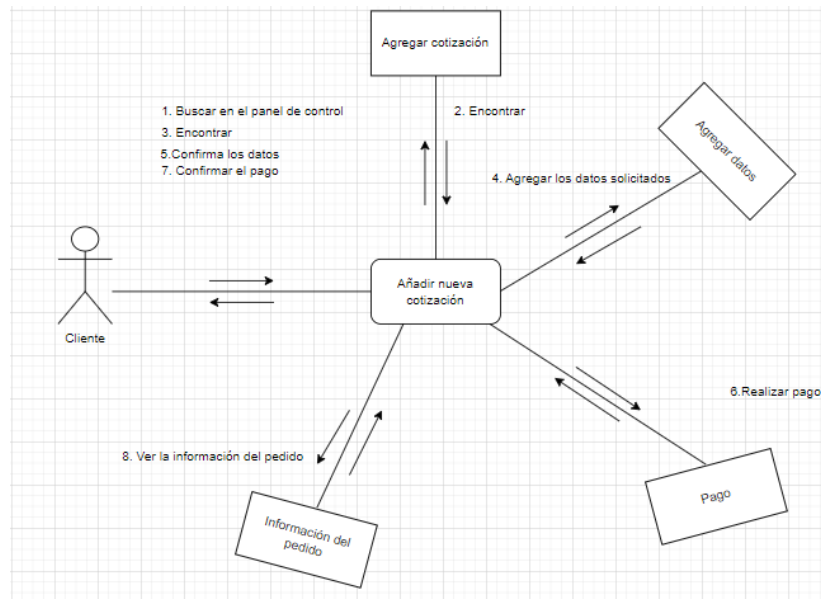 Agregar cotización
1. Buscar en el panel de control
2. Encontrar
3. Encontrar
5.Confirma los datos
7. Confirmar el pago
Agregar datos
4. Agregar los datos solicitados
Añadir nueva
cotización
Cliente
6.Realizar pago
8. Ver la información del pedido
Pago
Información del
pedido